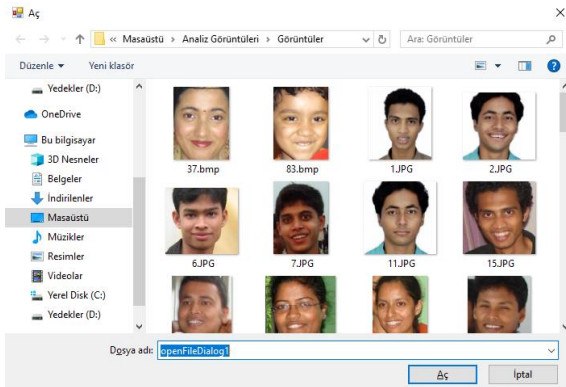 Aç
« Masaüstü > Analiz Görüntüleri > Görüntüler
Ara: Görüntüler
Düzenle
Yeni klasör
Yedekler (D:)
OneDrive
Bu bilgisayar
3D Nesneler
Belgeler
İndirilenler
Masaüstü
Müzikler
Resimler
Videolar
Yerel Disk (C:)
Yedekler (D:)
37.bmp
83.bmp
1.JPG
2.JPG
6.JPG
7.JPG
11.JPG
15.JPG
Dosya adı: openFileDialog1
Aç
İptal